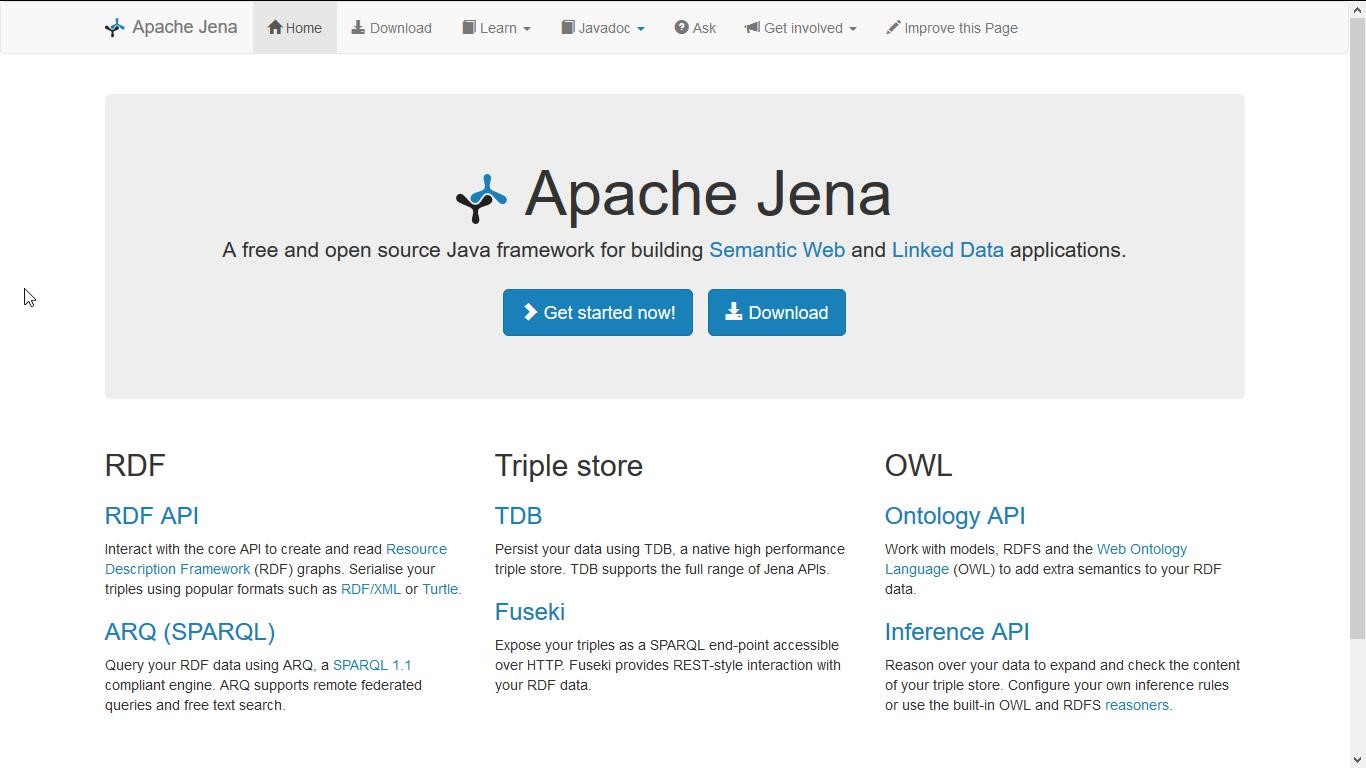 Apache Jena Home Download Learn Javadoc Ask Get involved Improve this Page
Apache Jena
A free and open source Java framework for building Semantic Web and Linked Data applications.
Get started now! Download
RDF
RDF API
Interact with the core API to create and read Resource
Description Framework (RDF) graphs. Serialise your
triples using popular formats such as RDF/XML or Turtle.
ARQ (SPARQL)
Query your RDF data using ARQ, a SPARQL 1.1
compliant engine. ARQ supports remote federated
queries and free text search.
Triple store
TDB
Persist your data using TDB, a native high performance
triple store. TDB supports the full range of Jena APIs.
Fuseki
Expose your triples as a SPARQL end-point accessible
over HTTP. Fuseki provides REST-style interaction with
your RDF data.
OWL
Ontology API
Work with models, RDFS and the Web Ontology
Language (OWL) to add extra semantics to your RDF
data.
Inference API
Reason over your data to expand and check the content
of your triple store. Configure your own inference rules
or use the built-in OWL and RDFS reasoners.